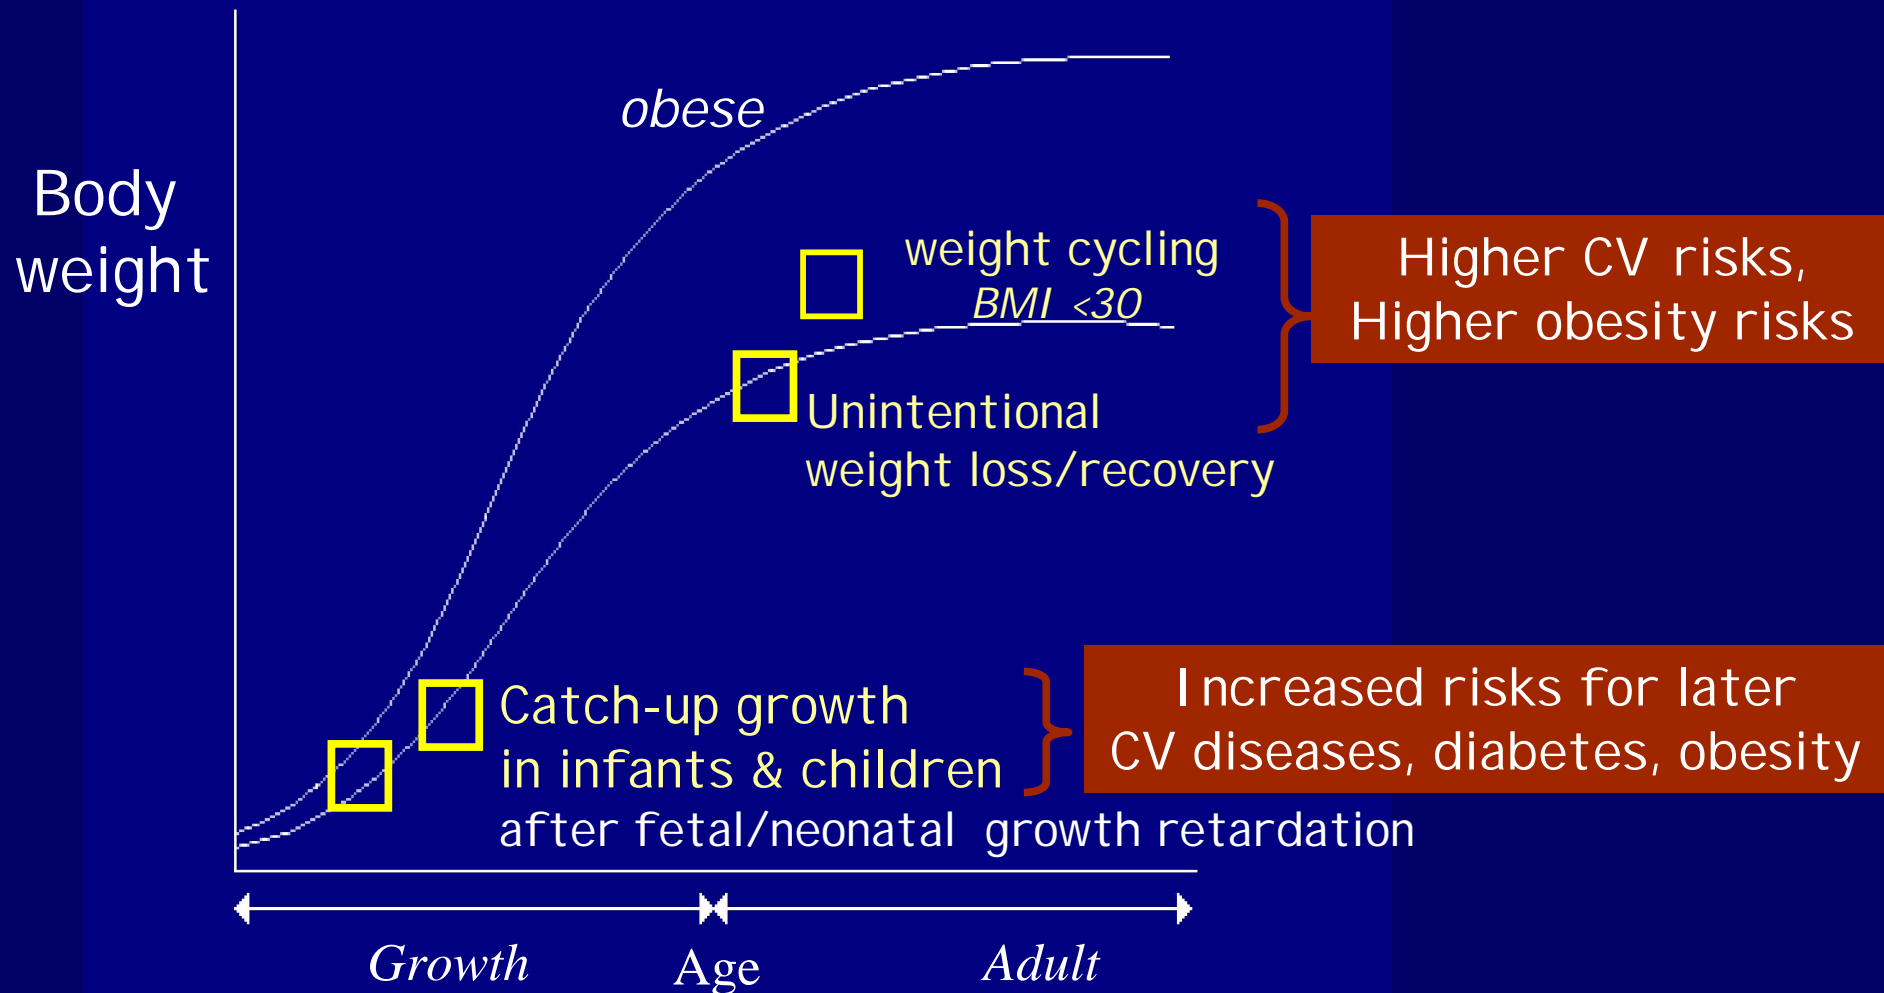 obese
Body
weight
weight cycling
BMI <30
Higher CV risks,
Higher obesity risks
Unintentional
weight loss/recovery
Catch-up growth
in infants & children
after fetal/neonatal growth retardation
Increased risks for later
CV diseases, diabetes, obesity
Growth Age Adult